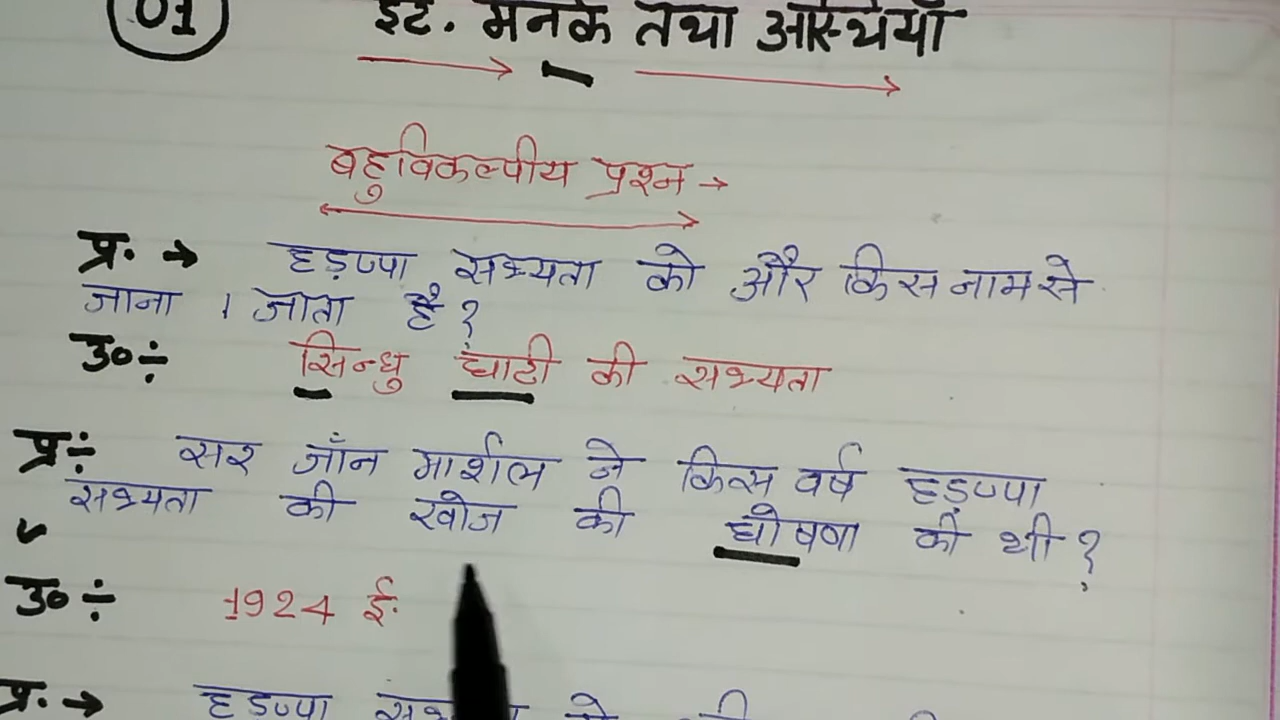 01 ईंट. मनके तथा अस्थियाँ
बहुविकल्पीय प्रश्न→
प्र. → हड़प्पा सभ्यता को और किस नाम से
जाना । जाता है ?
उ० ÷ सिन्धु घाटी की सभ्यता
प्र ÷ सर जॉन मार्शल ने किस वर्ष हड़प्पा
सभ्यता की खोज की घोषणा की थी ?
उ० ÷ 1924 ई.
प्र. → हडप्पा